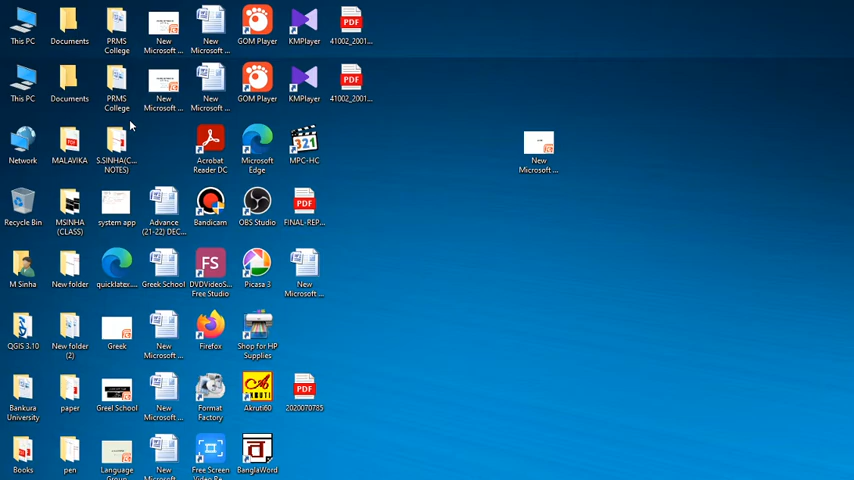 This PC
Documents
PRMS
College
New
Microsoft ...
New
Microsoft ...
GOM Player
KMPlayer
41002_2001...
This PC
Documents
PRMS
College
New
Microsoft ...
New
Microsoft ...
GOM Player
KMPlayer
41002_2001...
Network
MALAVIKA
S.SINHA(C...
NOTES)
Acrobat
Reader DC
Microsoft
Edge
MPC-HC
New
Microsoft ...
Recycle Bin
MSINHA
(CLASS)
system app
Advance
(21-22) DEC...
Bandicam
OBS Studio
FINAL-REP...
M Sinha
New folder
quicklatex....
Greek School
DVDVideoS...
Free Studio
Picasa 3
New
Microsoft ...
QGIS 3.10
New folder
(2)
Greek
New
Microsoft ...
Firefox
Shop for HP
Supplies
Bankura
University
paper
Greel School
New
Microsoft ...
Format
Factory
Akruti60
2020070785
Books
pen
Language
Group
New
Microsoft ...
Free Screen
Video Re...
BanglaWord